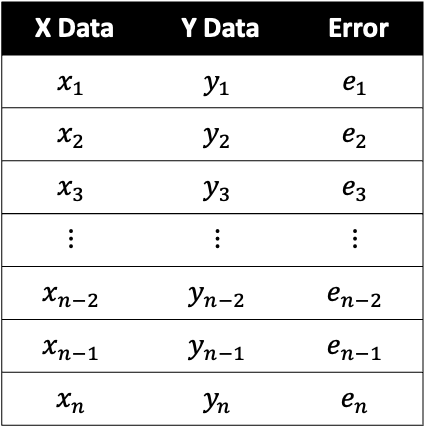 X Data Y Data Error
x₁ y₁ e₁
x₂ y₂ e₂
x₃ y₃ e₃
⋮ ⋮ ⋮
xₙ₋₂ yₙ₋₂ eₙ₋₂
xₙ₋₁ yₙ₋₁ eₙ₋₁
xₙ yₙ eₙ